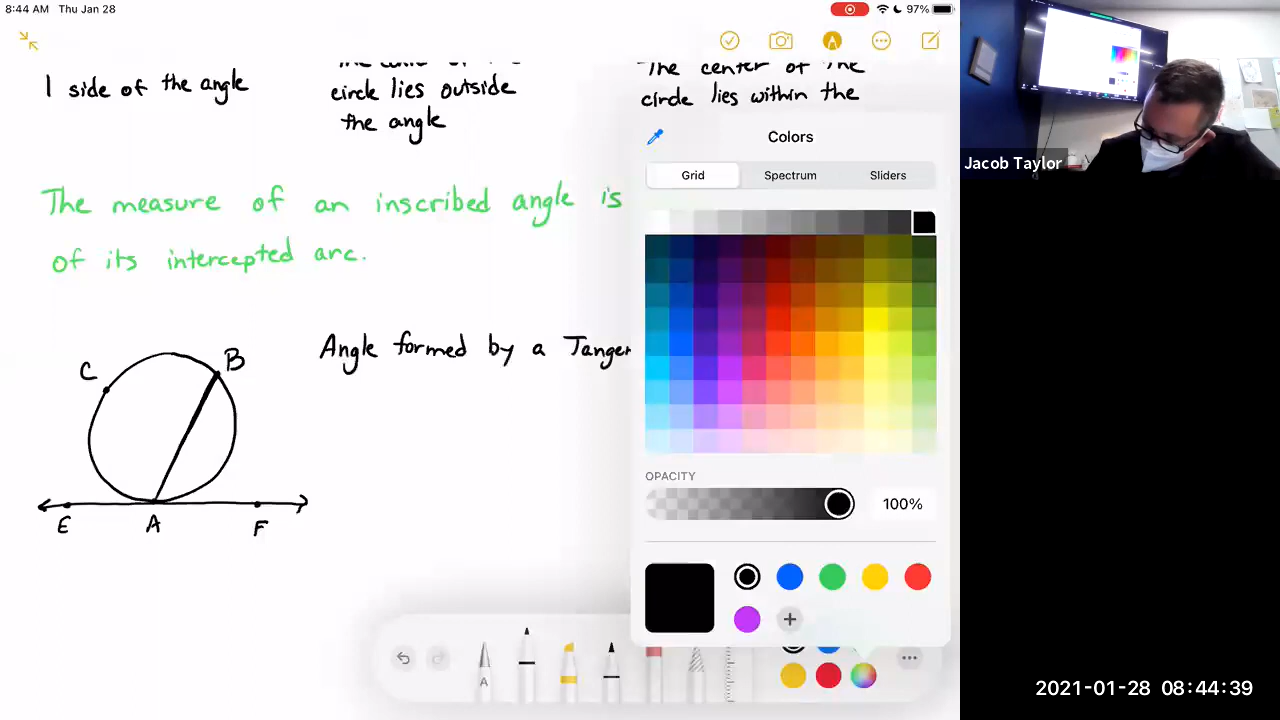 8:44 AM Thu Jan 28
97%
1 side of the angle
circle lies outside
the angle
The center of the
circle lies within the
The measure of an inscribed angle is
of its intercepted arc.
Angle formed by a
C
B
E
A
F
Colors
Grid Spectrum Sliders
OPACITY
100%
A
Jacob Taylor
2021-01-28 08:44:39